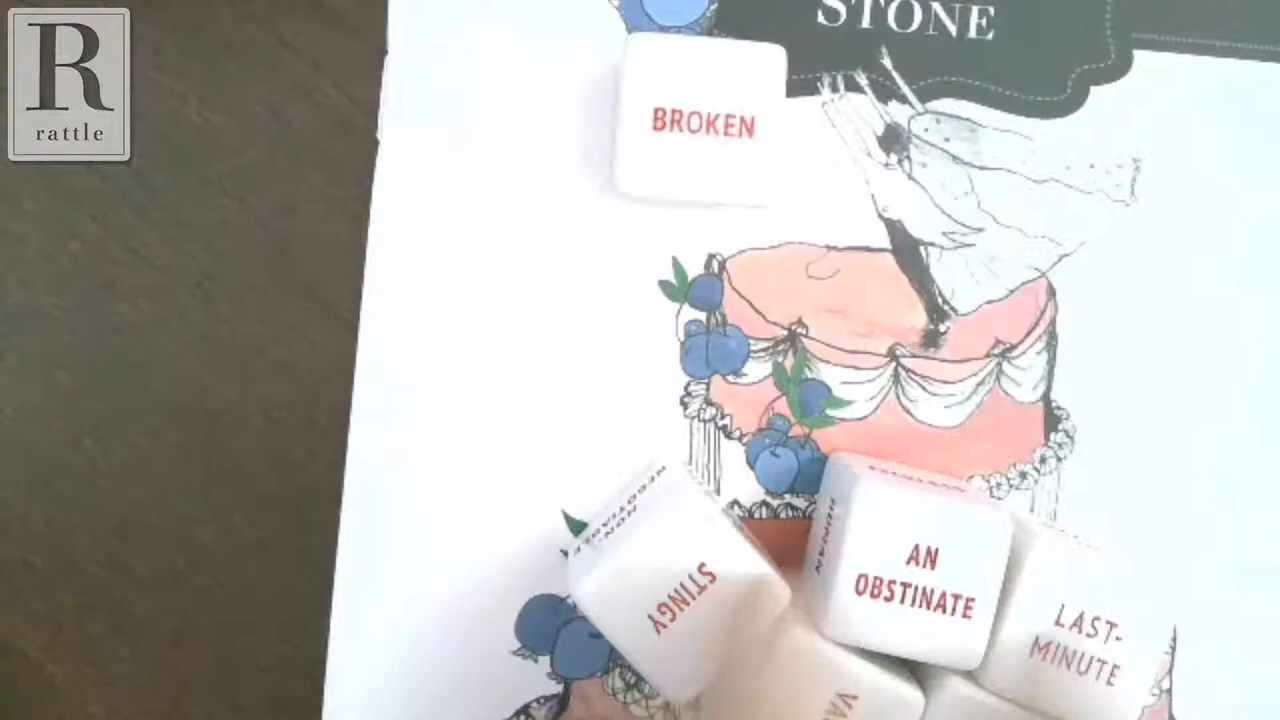 R
rattle
STONE
BROKEN
NON-
NEGOTIABLE
STINGY
HUMAN
AN
OBSTINATE
LAST-
MINUTE